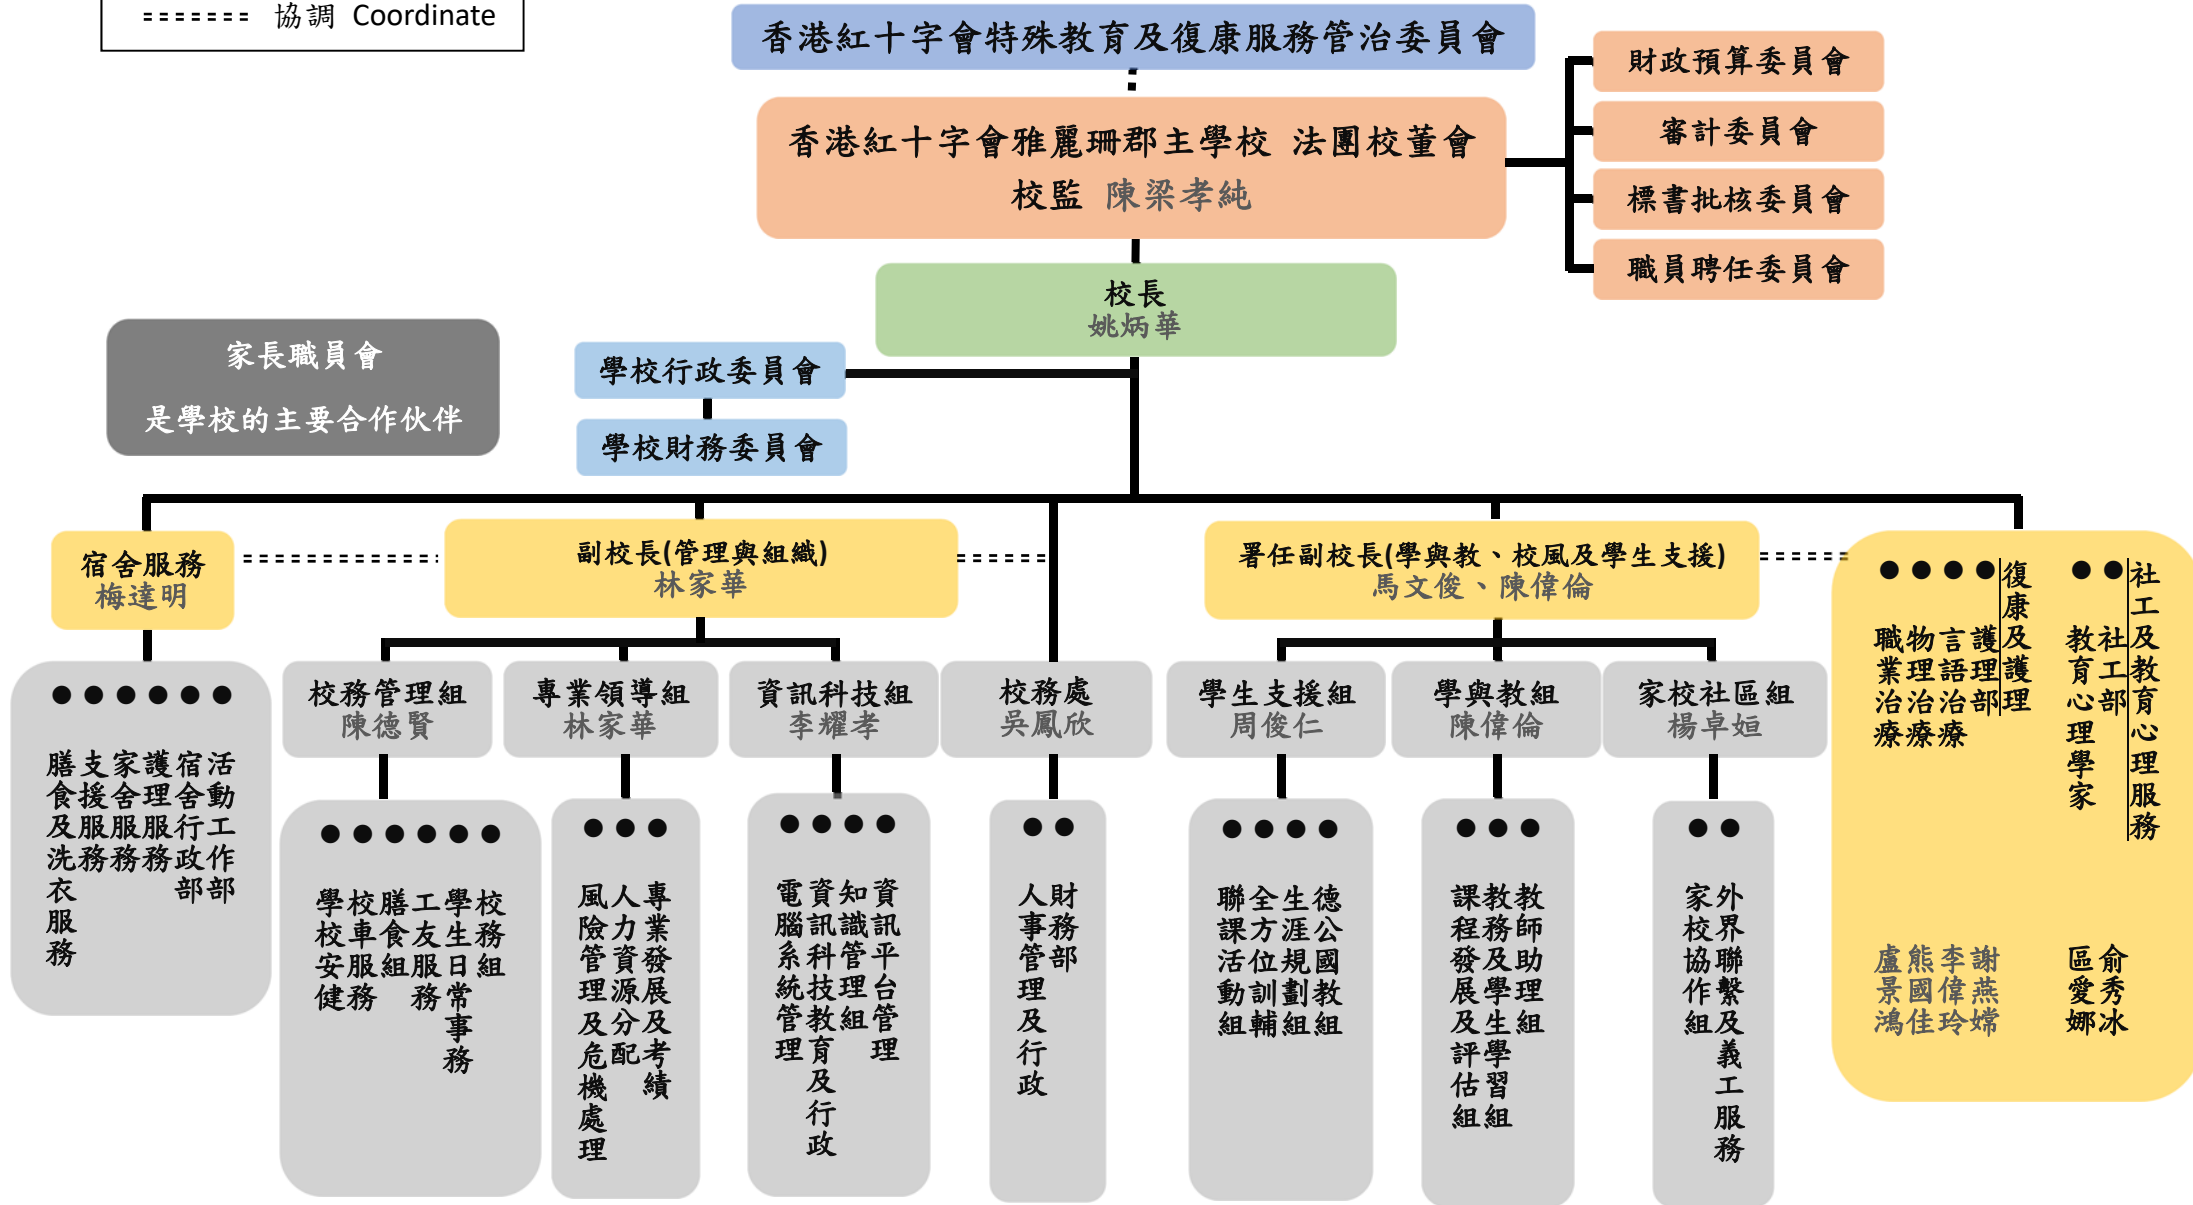 協調 Coordinate
香港紅十字會特殊教育及復康服務管治委員會
香港紅十字會雅麗珊郡主學校 法團校董會
校監 陳梁孝純
財政預算委員會
審計委員會
標書批核委員會
職員聘任委員會
校長
姚炳華
家長職員會
是學校的主要合作伙伴
學校行政委員會
學校財務委員會
宿舍服務
梅達明
副校長(管理與組織)
林家華
署任副校長(學與教、校風及學生支援)
馬文俊、陳偉倫
社工及教育心理服務
● 社工部 俞秀冰
● 教育心理學家 區愛娜
復康及護理
● 護理部 謝燕嫦
● 言語治療 李偉玲
● 物理治療 熊國佳
● 職業治療 盧景鴻
● 活動工作部
● 宿舍行政部
● 護理服務
● 家舍服務
● 支援服務
● 膳食及洗衣服務
校務管理組
陳德賢
● 校務組
● 學生日常事務
● 工友服務
● 膳食組
● 校車服務
● 學校安健
專業領導組
林家華
● 專業發展及考績
● 人力資源分配
● 風險管理及危機處理
資訊科技組
李耀孝
● 資訊平台管理
● 知識管理組
● 資訊科技教育及行政
● 電腦系統管理
校務處
吳鳳欣
● 財務部
● 人事管理及行政
學生支援組
周俊仁
● 德公國教組
● 生涯規劃組
● 全方位訓輔
● 聯課活動組
學與教組
陳偉倫
● 教師助理組
● 教務及學生學習組
● 課程發展及評估組
家校社區組
楊卓姮
● 外界聯繫及義工服務
● 家校協作組